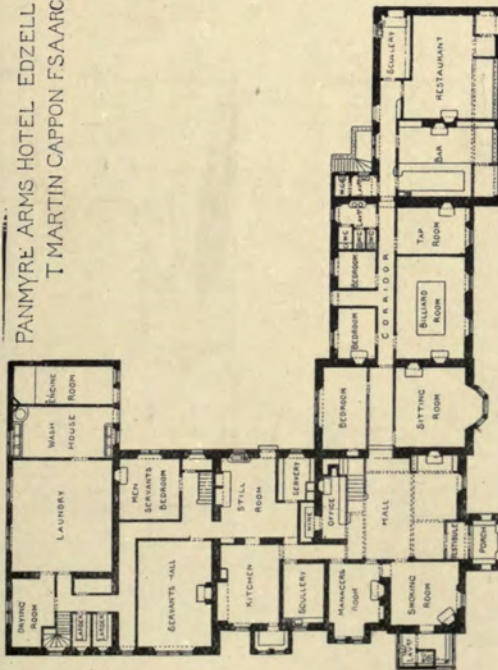 PANMYRE ARMS HOTEL EDZELL
T MARTIN CAPPON FSAARC
SCULLERY
RESTAURANT
BAR
LAVY
TAP
ROOM
BEDROOM
BEDROOM
CORRIDOR
BILLIARD
ROOM
BEDROOM
SITTING
ROOM
ENGINE
ROOM
WASH
HOUSE
LAUNDRY
DRYING
ROOM
MEN
SERVANTS
BEDROOM
STILL
ROOM
SERVERY
WINE
OFFICE
HALL
LARDER
LARDER
SERVANTS HALL
KITCHEN
SCULLERY
MANAGERS
ROOM
SMOKING
ROOM
VESTIBULE
PORCH
LAVY